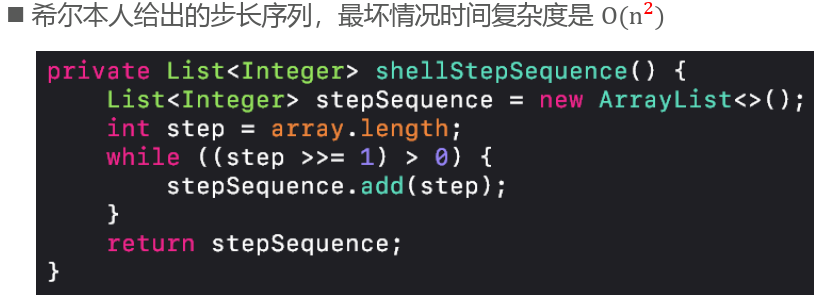 ■ 希尔本人给出的步长序列，最坏情况时间复杂度是 O(n²)
private List<Integer> shellStepSequence() {
    List<Integer> stepSequence = new ArrayList<>();
    int step = array.length;
    while ((step >>= 1) > 0) {
        stepSequence.add(step);
    }
    return stepSequence;
}